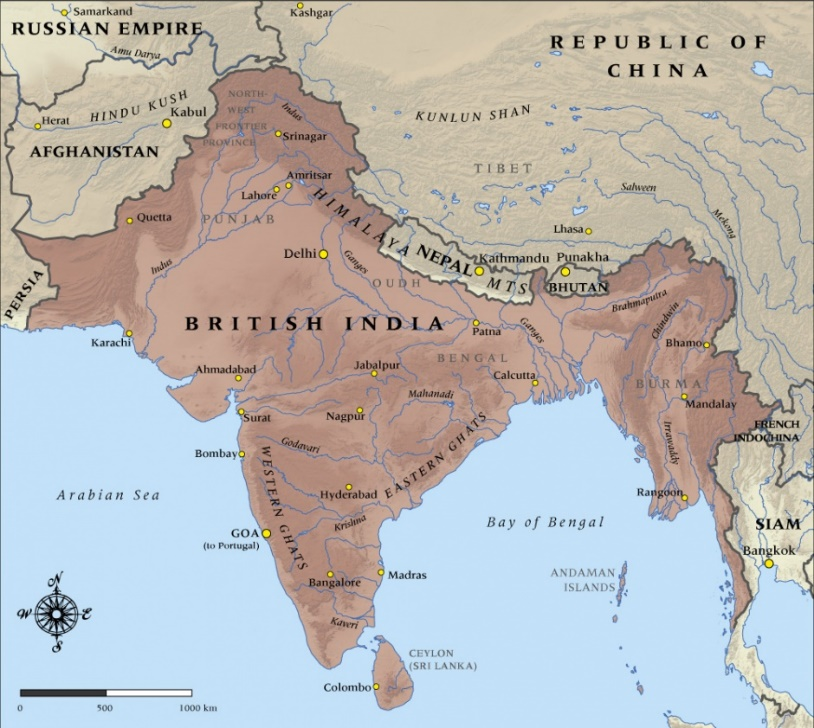 Samarkand
Kashgar
RUSSIAN EMPIRE
REPUBLIC OF
CHINA
Amu Darya
HINDU KUSH
NORTH-
WEST
FRONTIER
PROVINCE
Indus
Kabul
Herat
KUNLUN SHAN
Srinagar
AFGHANISTAN
TIBET
Amritsar
Lahore
Salween
Mekong
HIMALAYA
MTS
Quetta
PUNJAB
Lhasa
Delhi
Ganges
NEPAL
Kathmandu
Punakha
Indus
OUDH
BHUTAN
PERSIA
Brahmaputra
Chindwin
BRITISH INDIA
Patna
Ganges
Karachi
Bhamo
BENGAL
Ahmadabad
Jabalpur
Calcutta
BURMA
Mahanadi
Mandalay
Surat
Nagpur
FRENCH
INDOCHINA
EASTERN GHATS
Irrawaddy
Godavari
Bombay
WESTERN GHATS
Hyderabad
Rangoon
Arabian Sea
Krishna
Bay of Bengal
SIAM
GOA
(to Portugal)
Bangkok
Bangalore
Madras
ANDAMAN
ISLANDS
N
W
E
S
Kaveri
CEYLON
(SRI LANKA)
Colombo
0
500
1000 km